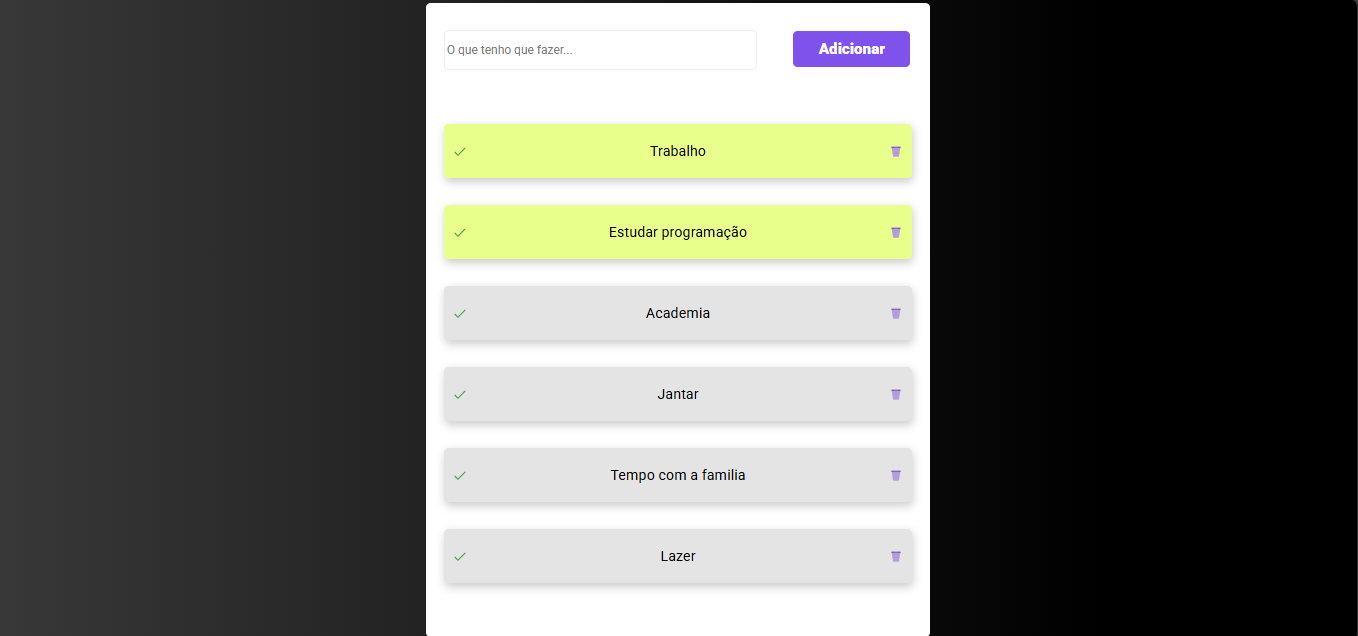 O que tenho que fazer...
Adicionar
Trabalho
Estudar programação
Academia
Jantar
Tempo com a familia
Lazer